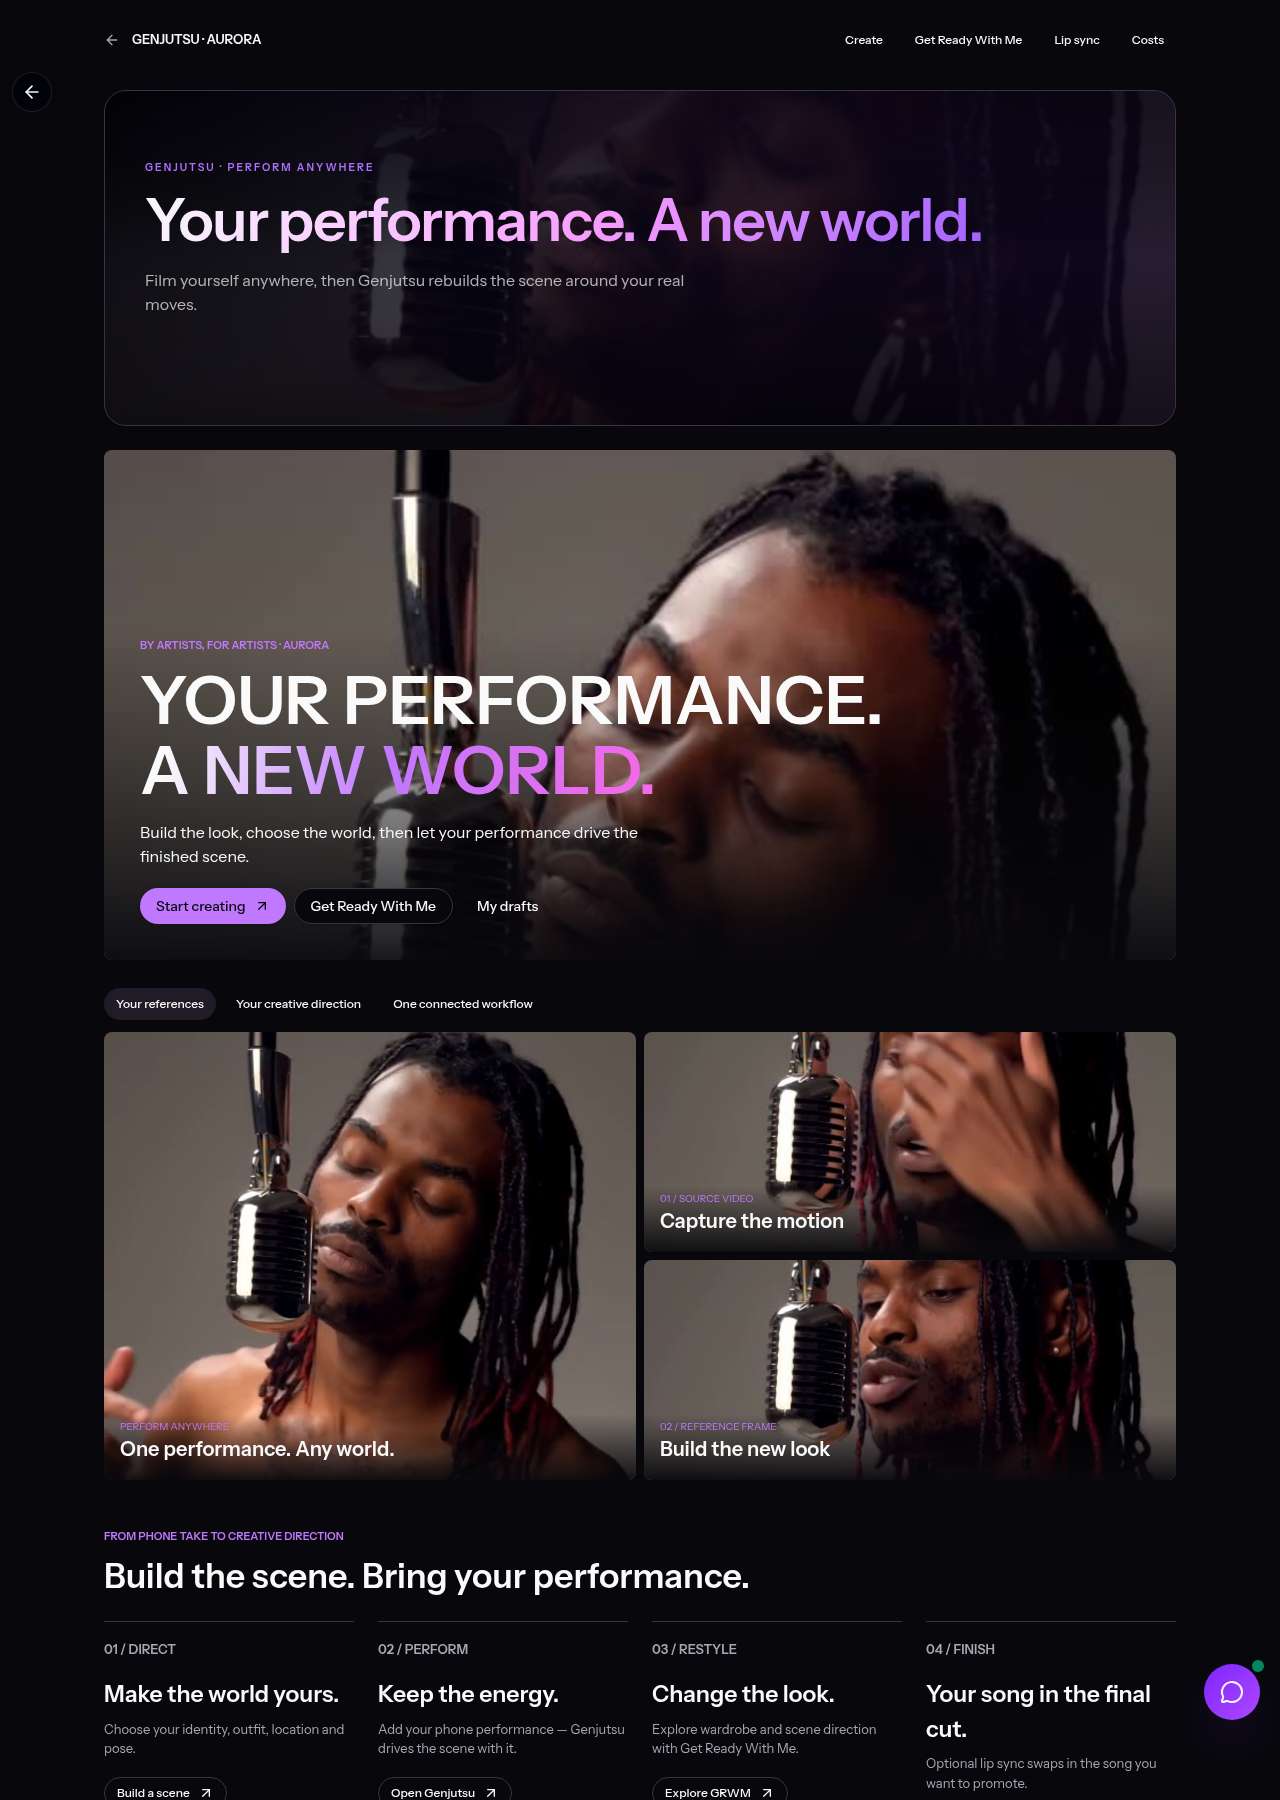 GENJUTSU · AURORA
Create
Get Ready With Me
Lip sync
Costs
GENJUTSU · PERFORM ANYWHERE
Your performance. A new world.
Film yourself anywhere, then Genjutsu rebuilds the scene around your real
moves.
BY ARTISTS, FOR ARTISTS · AURORA
YOUR PERFORMANCE.
A NEW WORLD.
Build the look, choose the world, then let your performance drive the
finished scene.
Start creating
Get Ready With Me
My drafts
Your references
Your creative direction
One connected workflow
PERFORM ANYWHERE
One performance. Any world.
01 / SOURCE VIDEO
Capture the motion
02 / REFERENCE FRAME
Build the new look
FROM PHONE TAKE TO CREATIVE DIRECTION
Build the scene. Bring your performance.
01 / DIRECT
Make the world yours.
Choose your identity, outfit, location and
pose.
Build a scene
02 / PERFORM
Keep the energy.
Add your phone performance — Genjutsu
drives the scene with it.
Open Genjutsu
03 / RESTYLE
Change the look.
Explore wardrobe and scene direction
with Get Ready With Me.
Explore GRWM
04 / FINISH
Your song in the final
cut.
Optional lip sync swaps in the song you
want to promote.